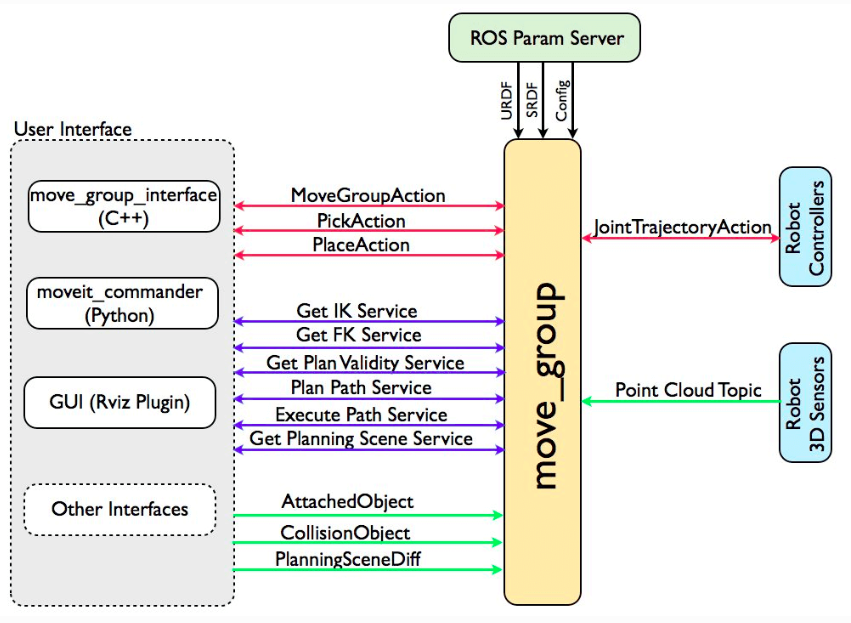 ROS Param Server
URDF
SRDF
Config
User Interface
move_group_interface
(C++)
moveit_commander
(Python)
GUI (Rviz Plugin)
Other Interfaces
MoveGroupAction
PickAction
PlaceAction
Get IK Service
Get FK Service
Get Plan Validity Service
Plan Path Service
Execute Path Service
Get Planning Scene Service
AttachedObject
CollisionObject
PlanningSceneDiff
move_group
JointTrajectoryAction
Point Cloud Topic
Robot
Controllers
Robot
3D Sensors